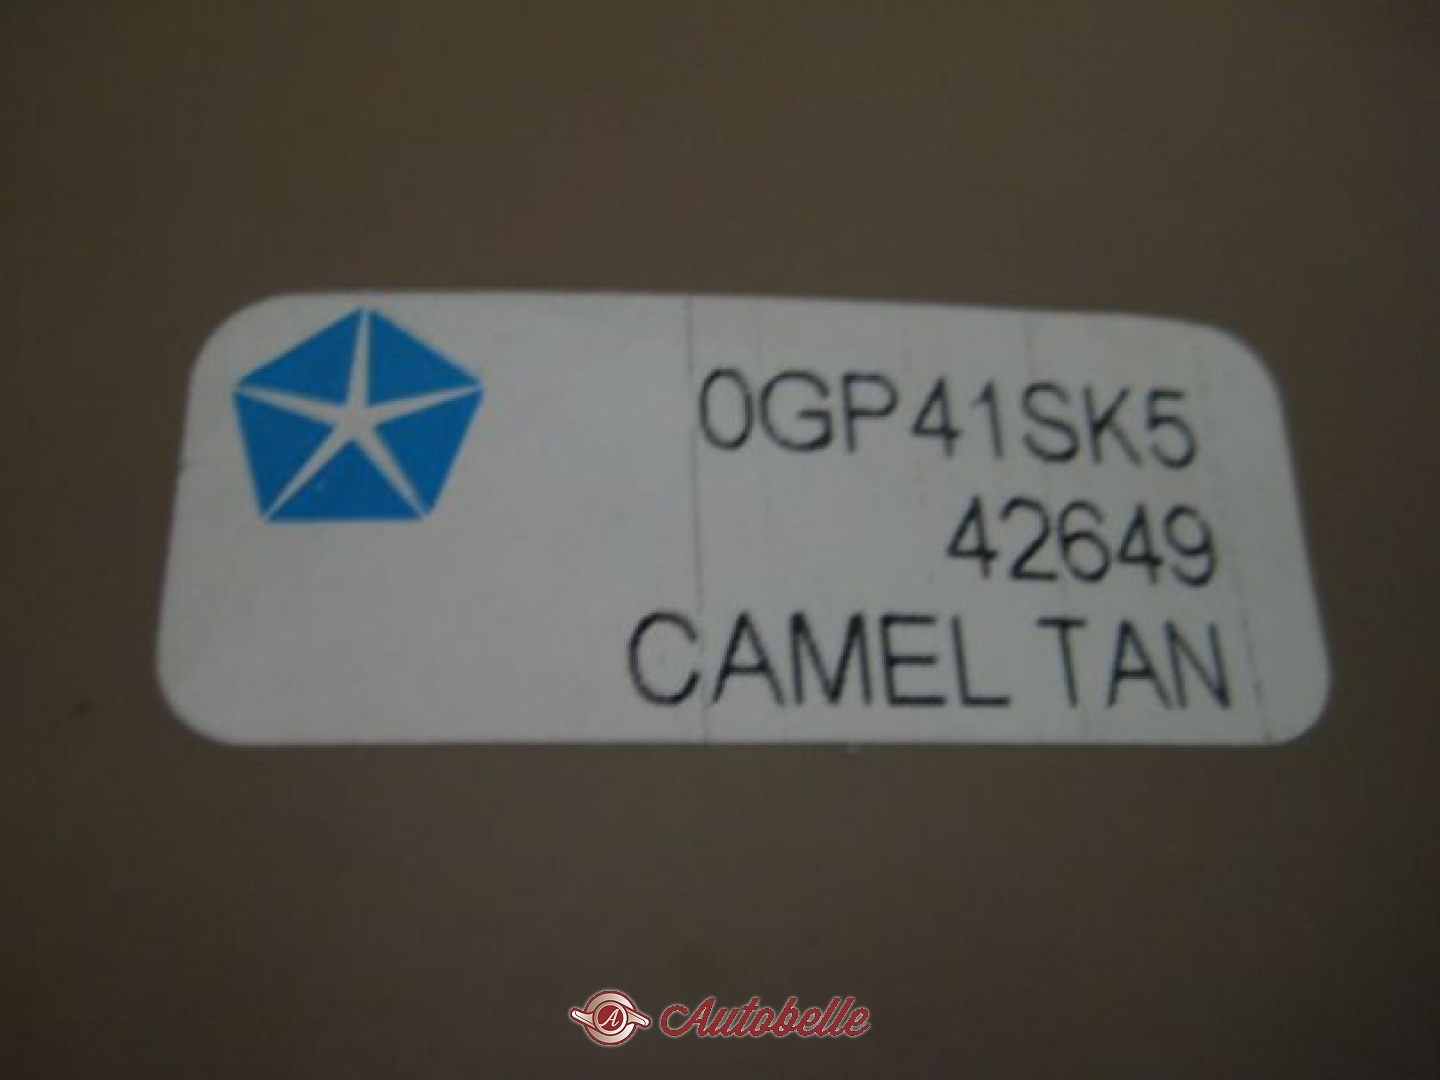 0GP41SK5
42649
CAMEL TAN
A Autobelle